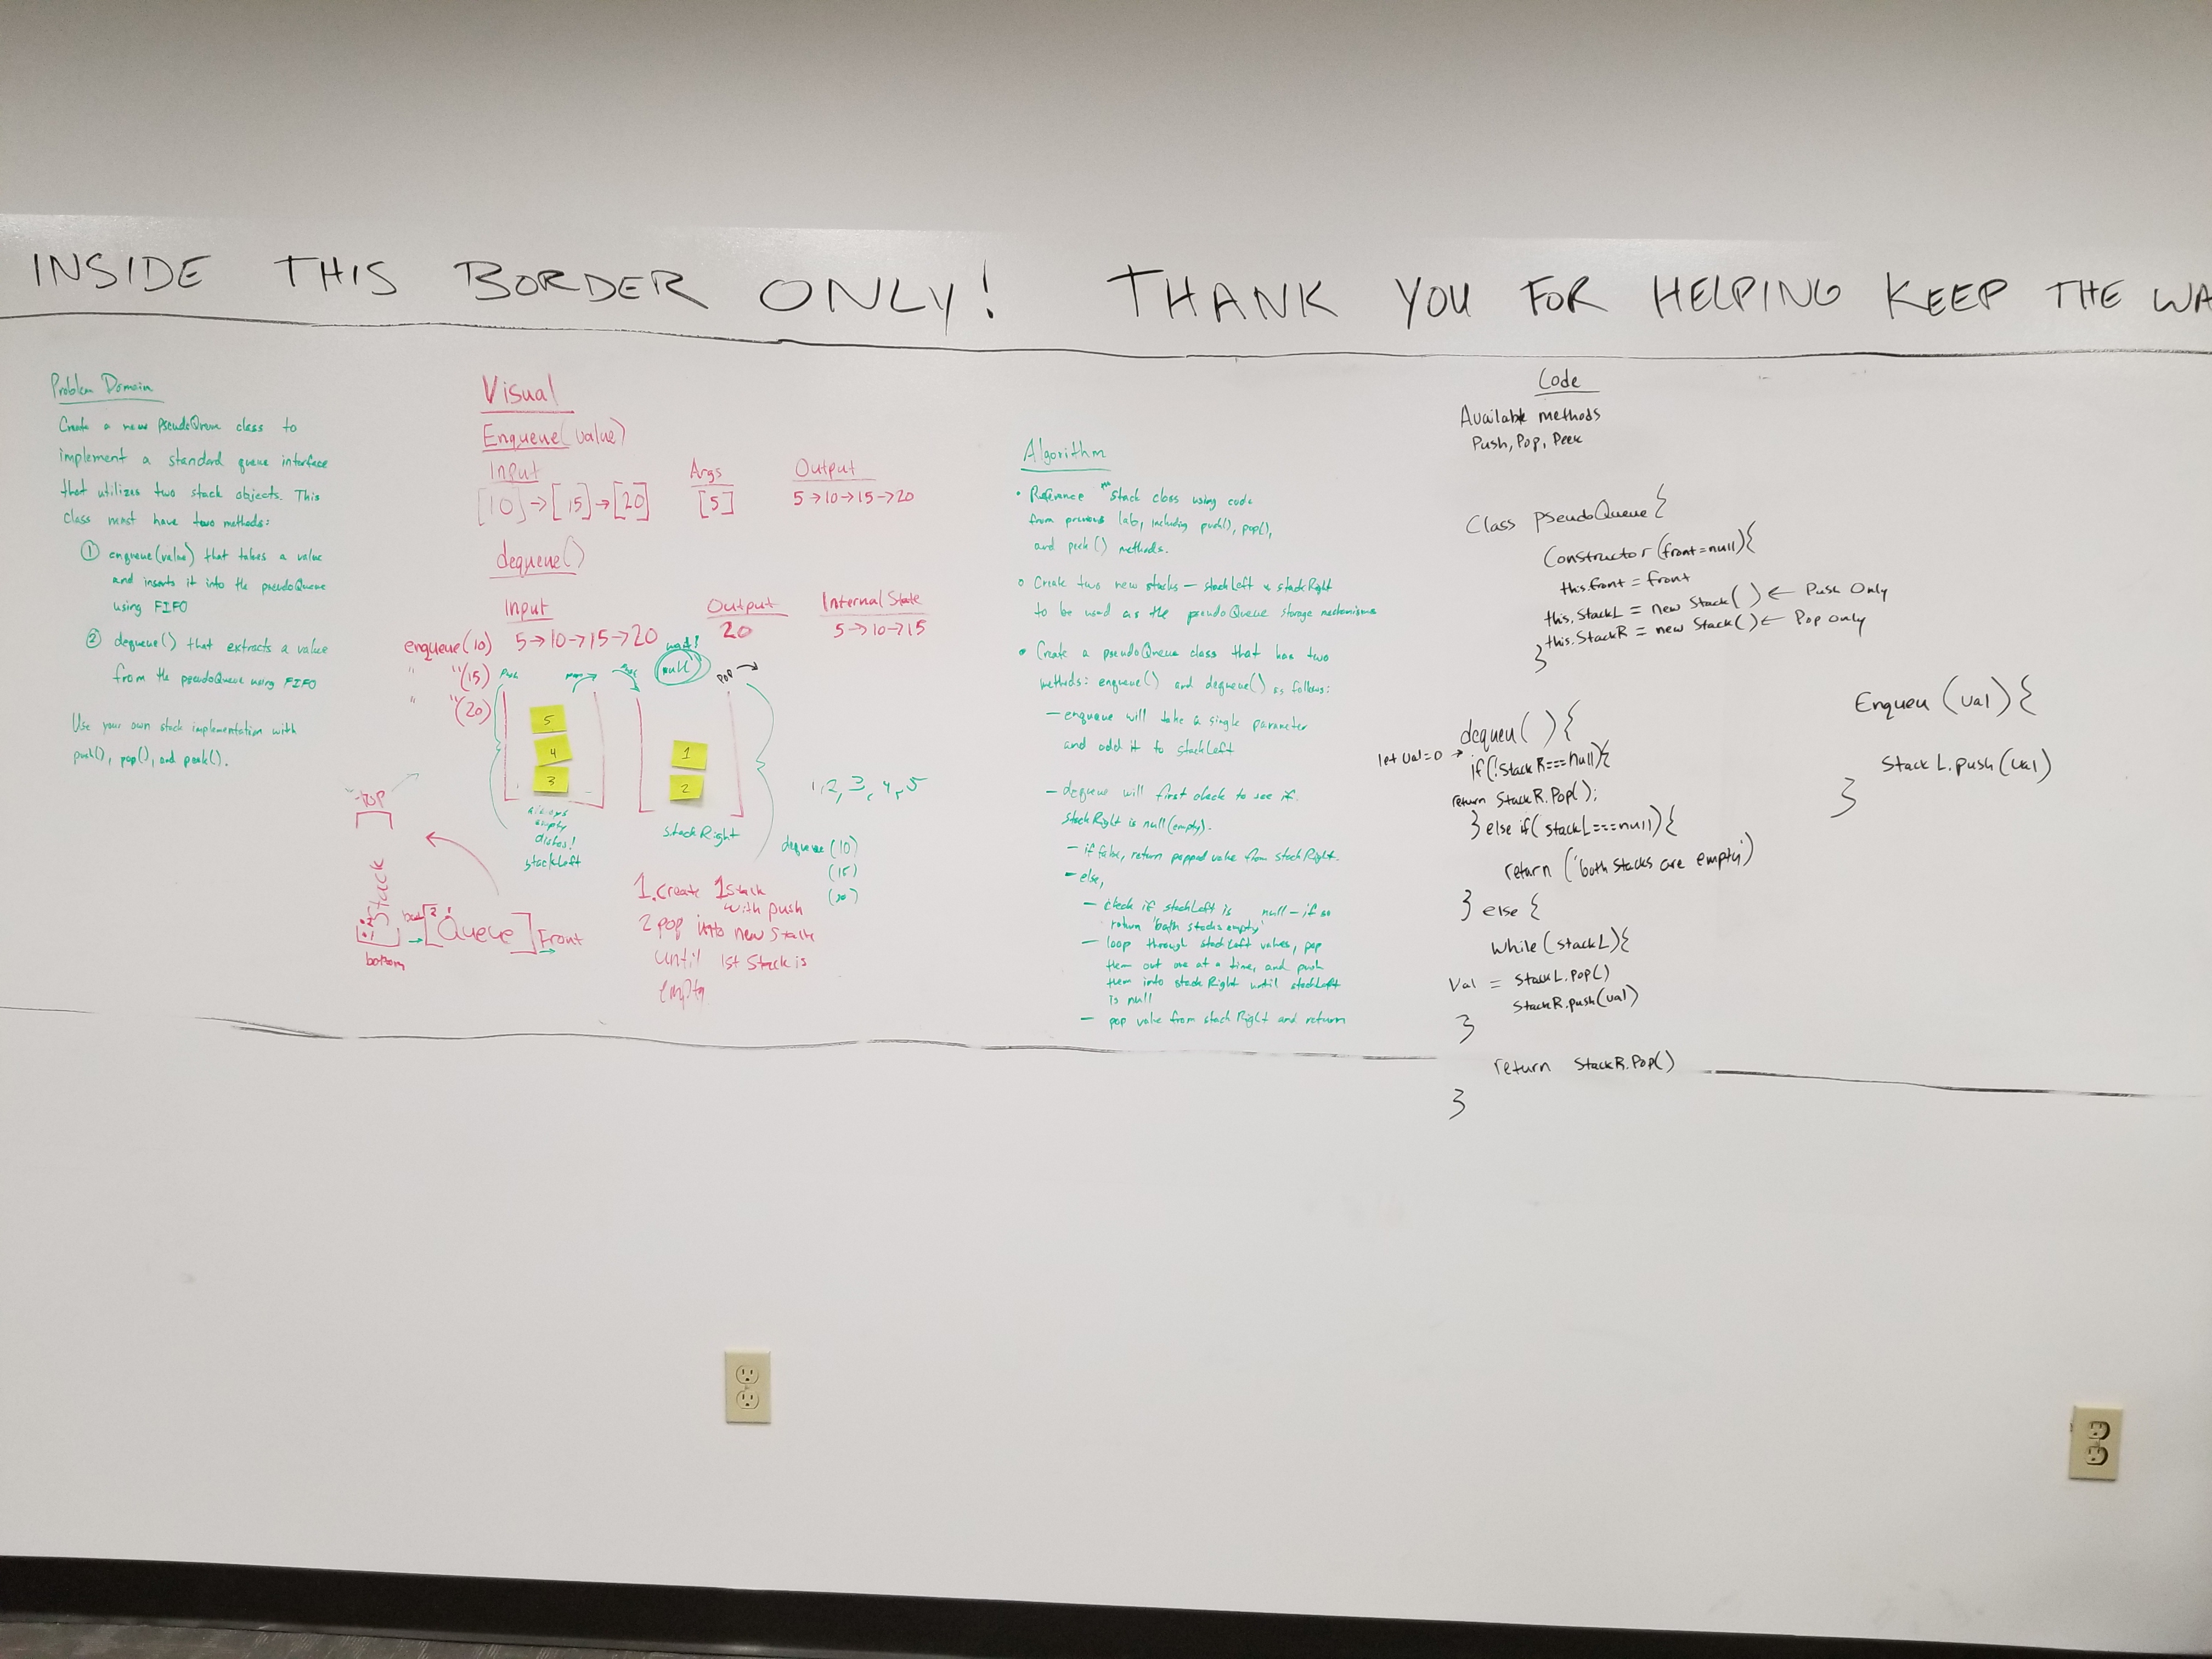 INSIDE THIS BORDER ONLY! THANK YOU FOR HELPING KEEP THE WA
Problem Domain
Create a new PseudoQueue class to
implement a standard queue interface
that utilizes two stack objects. This
class must have two methods:
① enqueue(value) that takes a value
and inserts it into the pseudoQueue
using FIFO
② dequeue() that extracts a value
from the pseudoQueue using FIFO
Use your own stack implementation with
push(), pop(), and peek().
Visual
Enqueue(value)
Input Args Output
[10]→[15]→[20] [5] 5→10→15→20
dequeue()
Input Output Internal State
5→10→15→20 20 5→10→15
enqueue(10)
" "(15)
" "(20)
Push
null
POP →
5
4
3
1
2
always
empty
dishes!
stackLeft
stackRight
1,2,3,4,5
dequeue (10)
(15)
(20)
TOP
Stack
2
1
bottom
back [2 1 Queue] Front
1. Create 1 Stack
with push
2 pop into new Stack
until 1st Stack is
empty
Algorithm
• Reference Stack class using code
from previous lab, including push(), pop(),
and peek() methods.
○ Create two new stacks — stackLeft & stackRight
to be used as the pseudoQueue storage mechanisms
• Create a pseudoQueue class that has two
methods: enqueue() and dequeue() as follows:
— enqueue will take a single parameter
and add it to stackLeft
— dequeue will first check to see if
stackRight is null (empty).
— if false, return popped value from stackRight.
— else,
— check if stackLeft is null — if so
return 'both stacks empty'
— loop through stackLeft values, pop
them out one at a time, and push
them into stackRight until stackLeft
is null
— pop value from stackRight and return
Code
Available methods
Push, Pop, Peek
Class PseudoQueue {
Constructor (front=null){
this.front = front
this.StackL = new Stack() ← Push Only
this.StackR = new Stack() ← Pop Only
}
dequeu( ) {
let val=0 →
if(!StackR===null){
return StackR.Pop();
} else if( stackL===null) {
return ('both stacks are empty')
} else {
While (stackL){
Val = StackL.Pop()
StackR.push(val)
}
return StackR.Pop()
}
Enqueu (val) {
StackL.push(val)
}